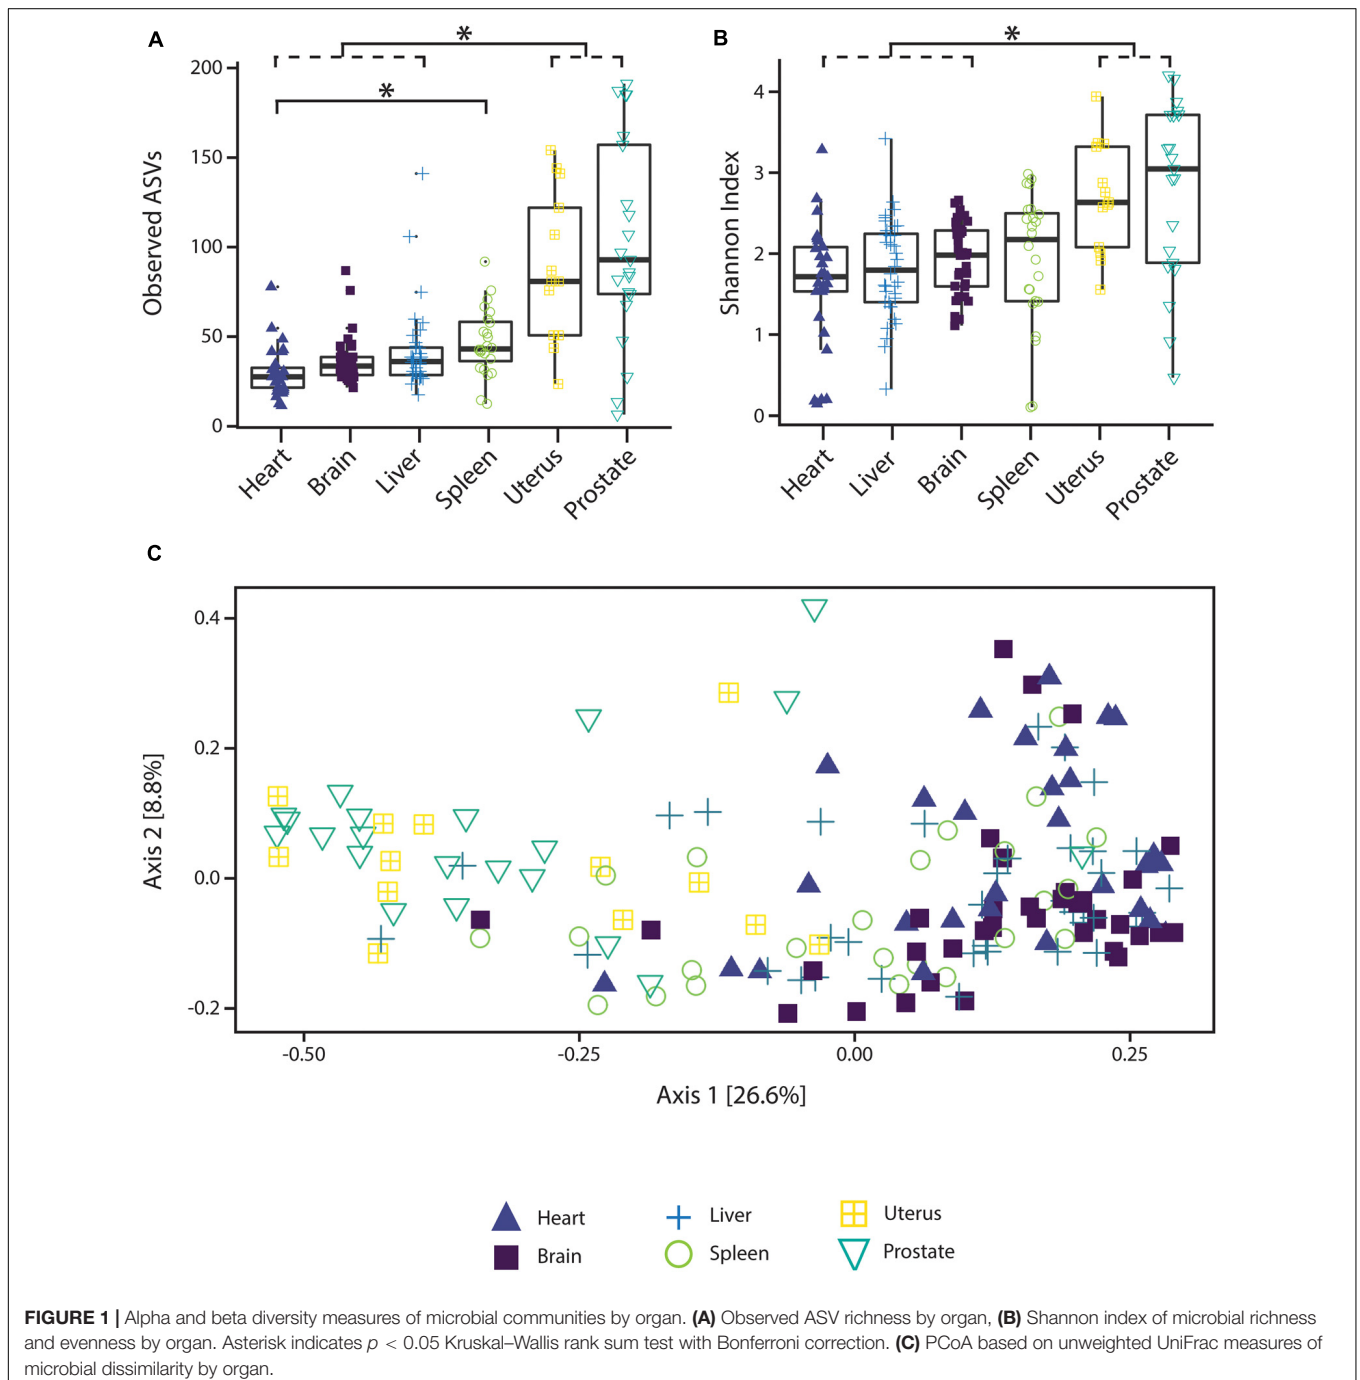 A
*
*
Observed ASVs
200
150
100
50
0
Heart
Brain
Liver
Spleen
Uterus
Prostate
B
*
Shannon Index
4
3
2
1
0
Heart
Liver
Brain
Spleen
Uterus
Prostate
C
Axis 2 [8.8%]
0.4
0.2
0.0
-0.2
-0.50
-0.25
0.00
0.25
Axis 1 [26.6%]
Heart
Liver
Uterus
Brain
Spleen
Prostate
FIGURE 1 | Alpha and beta diversity measures of microbial communities by organ. (A) Observed ASV richness by organ, (B) Shannon index of microbial richness
and evenness by organ. Asterisk indicates p < 0.05 Kruskal–Wallis rank sum test with Bonferroni correction. (C) PCoA based on unweighted UniFrac measures of
microbial dissimilarity by organ.